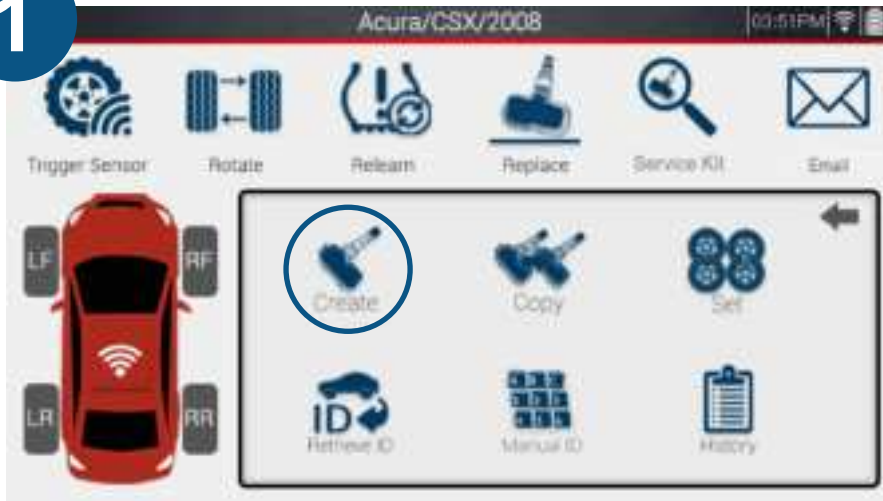 1
Acura/CSX/2008 03:51PM
Trigger Sensor Rotate Relearn Replace Service Kit Email
LF RF
Create Copy Set
LR RR
ID
Retrieve ID Manual ID History